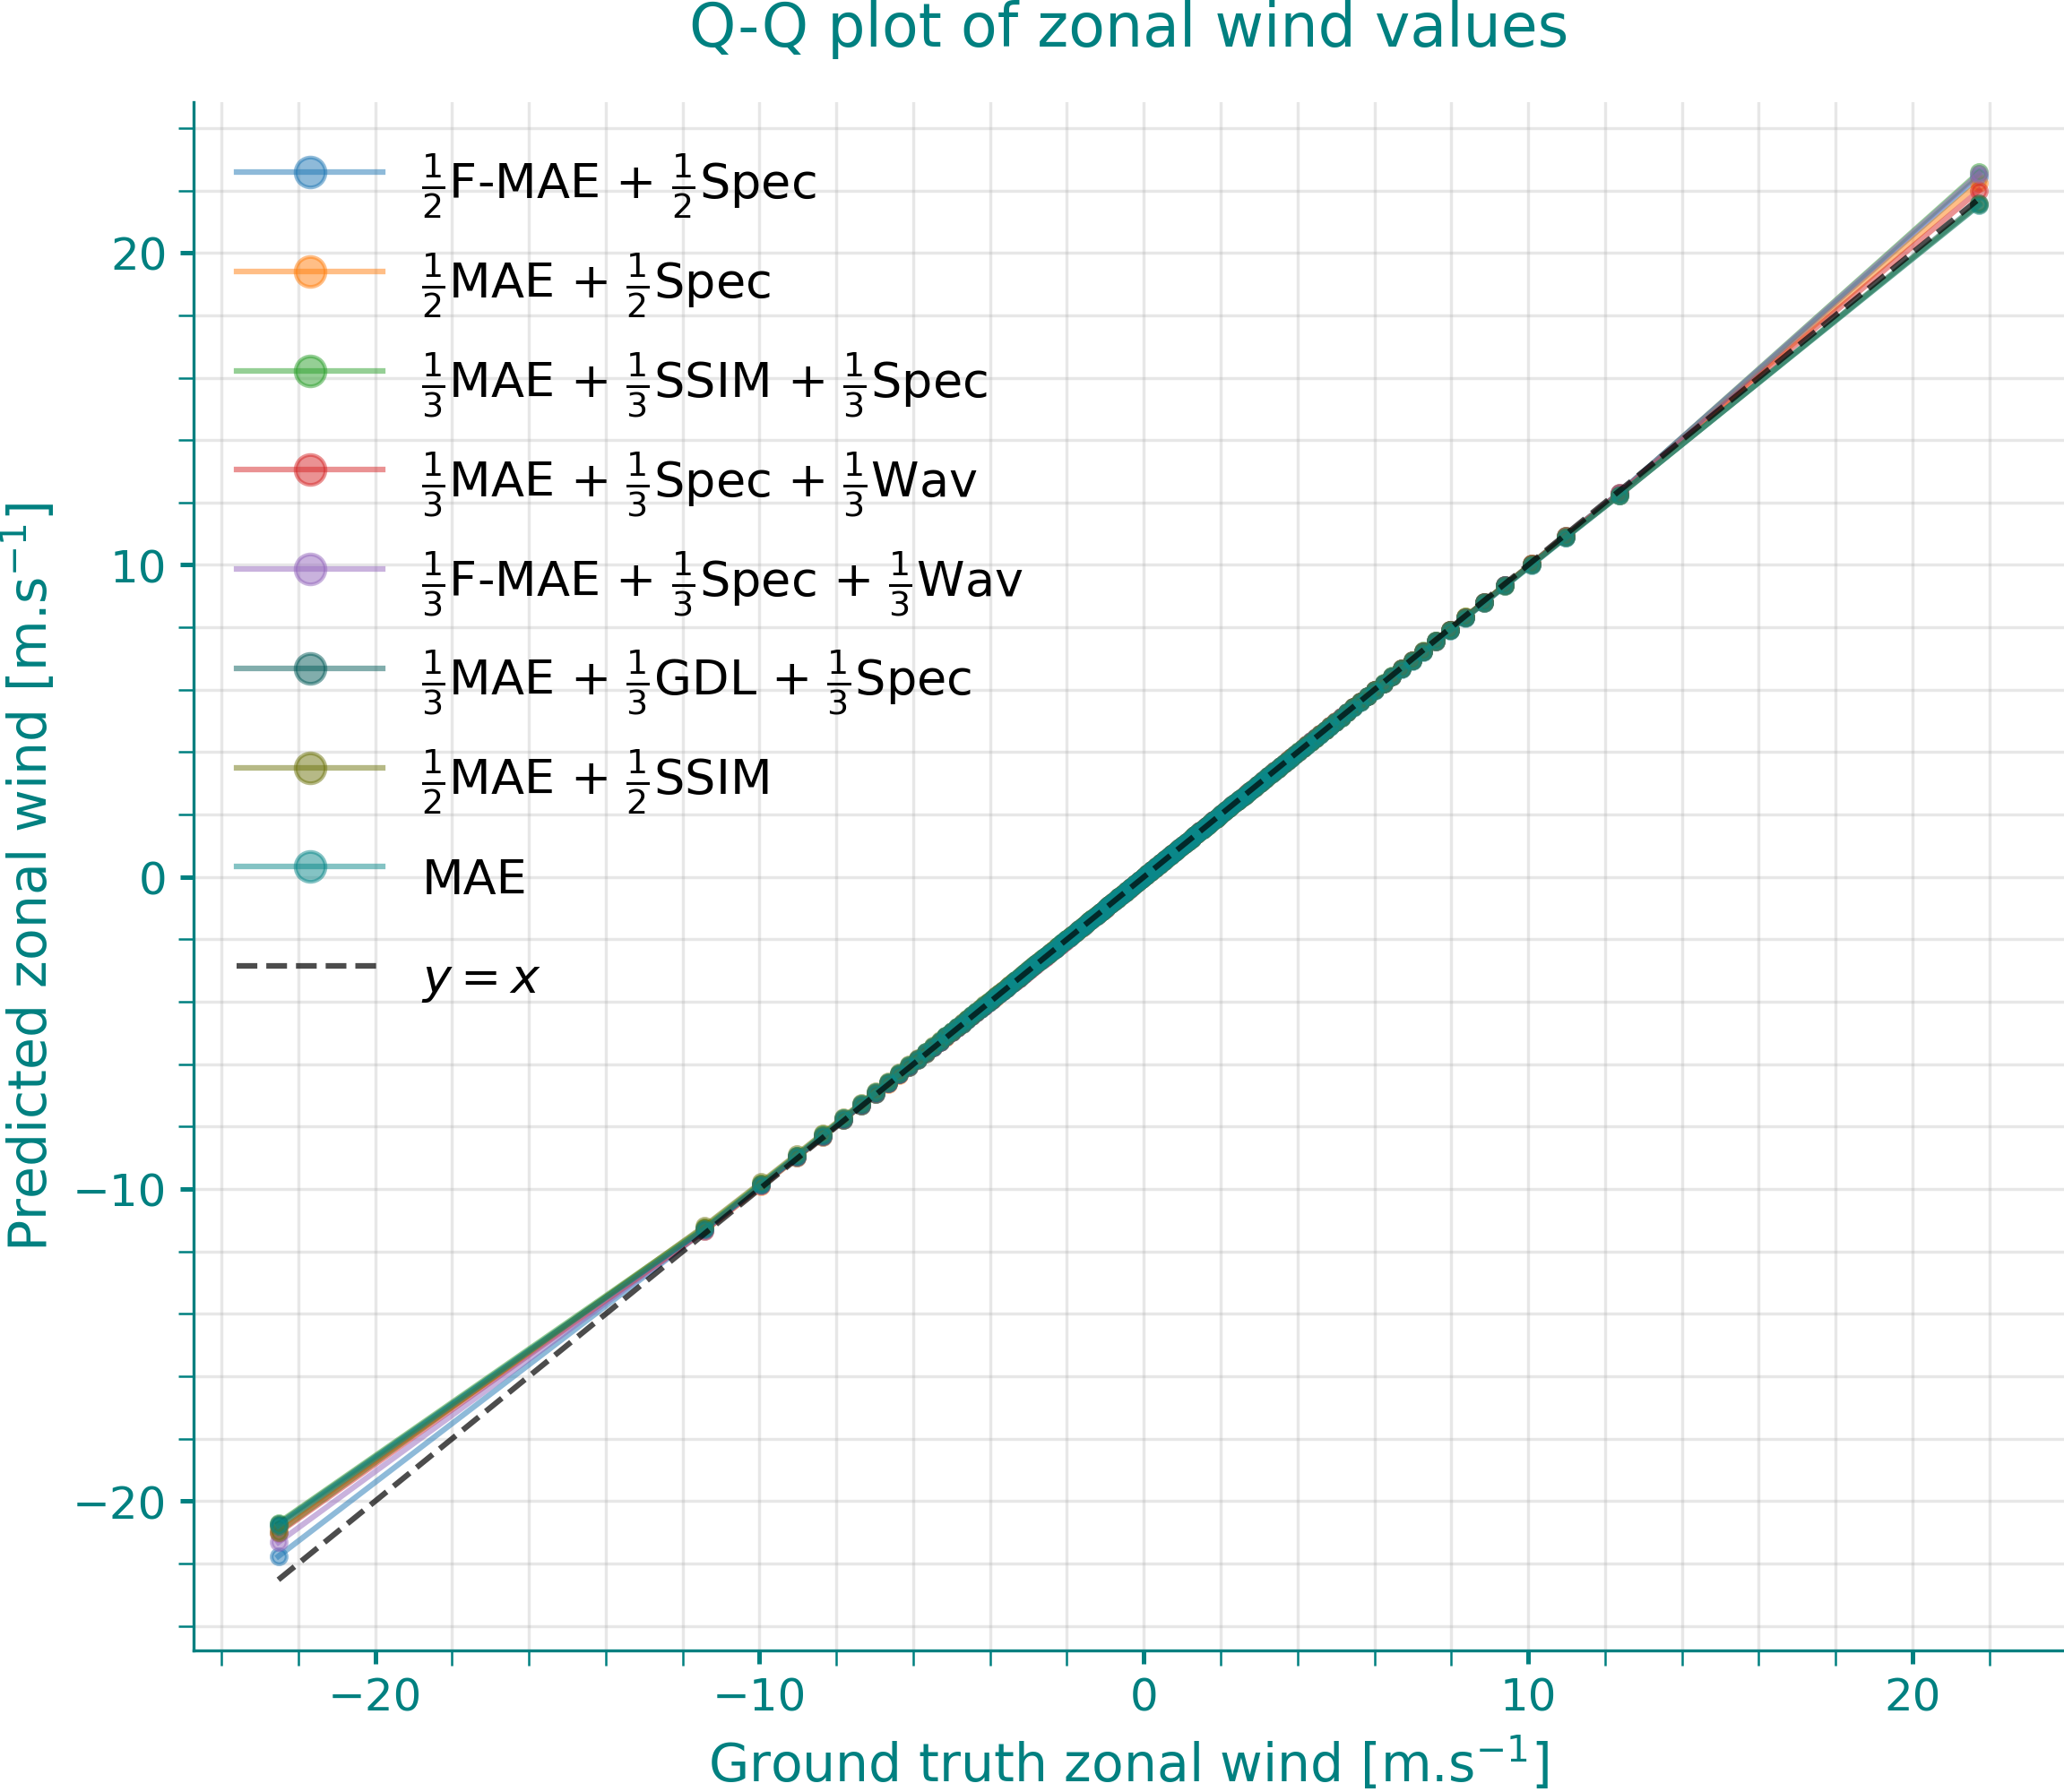 Q-Q plot of zonal wind values
½F-MAE + ½Spec
½MAE + ½Spec
⅓MAE + ⅓SSIM + ⅓Spec
⅓MAE + ⅓Spec + ⅓Wav
⅓F-MAE + ⅓Spec + ⅓Wav
⅓MAE + ⅓GDL + ⅓Spec
½MAE + ½SSIM
MAE
y = x
Predicted zonal wind [m.s⁻¹]
20
10
0
−10
−20
−20 −10 0 10 20
Ground truth zonal wind [m.s⁻¹]